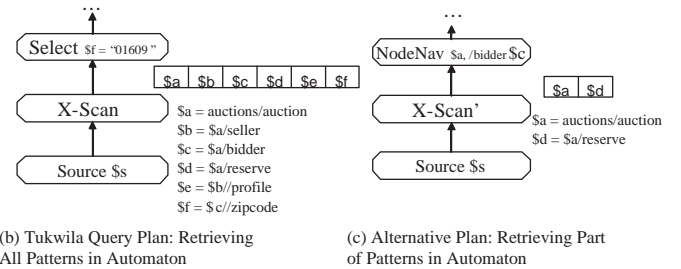 ...
Select $f = "01609"
$a $b $c $d $e $f
X-Scan
$a = auctions/auction
$b = $a/seller
$c = $a/bidder
$d = $a/reserve
$e = $b//profile
$f = $c//zipcode
Source $s
(b) Tukwila Query Plan: Retrieving
All Patterns in Automaton
...
NodeNav $a, /bidder $c
$a $d
X-Scan'
$a = auctions/auction
$d = $a/reserve
Source $s
(c) Alternative Plan: Retrieving Part
of Patterns in Automaton